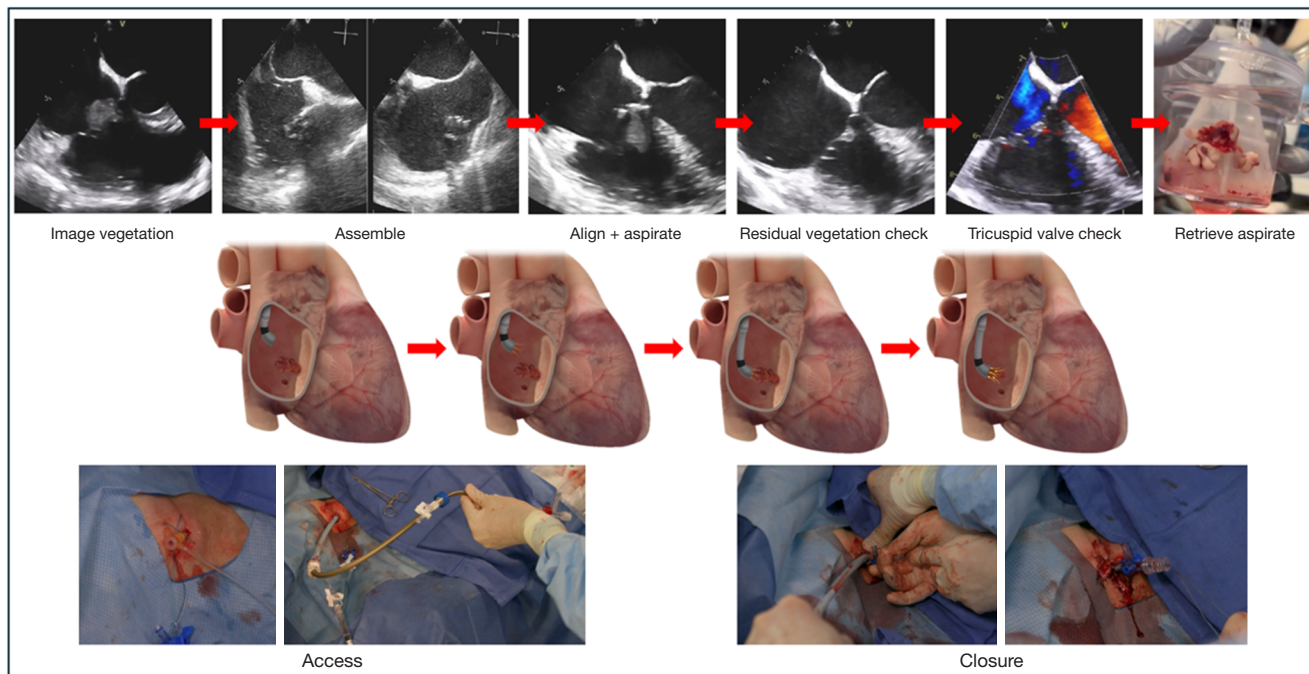 Image vegetation
Assemble
Align + aspirate
Residual vegetation check
Tricuspid valve check
Retrieve aspirate
Access
Closure